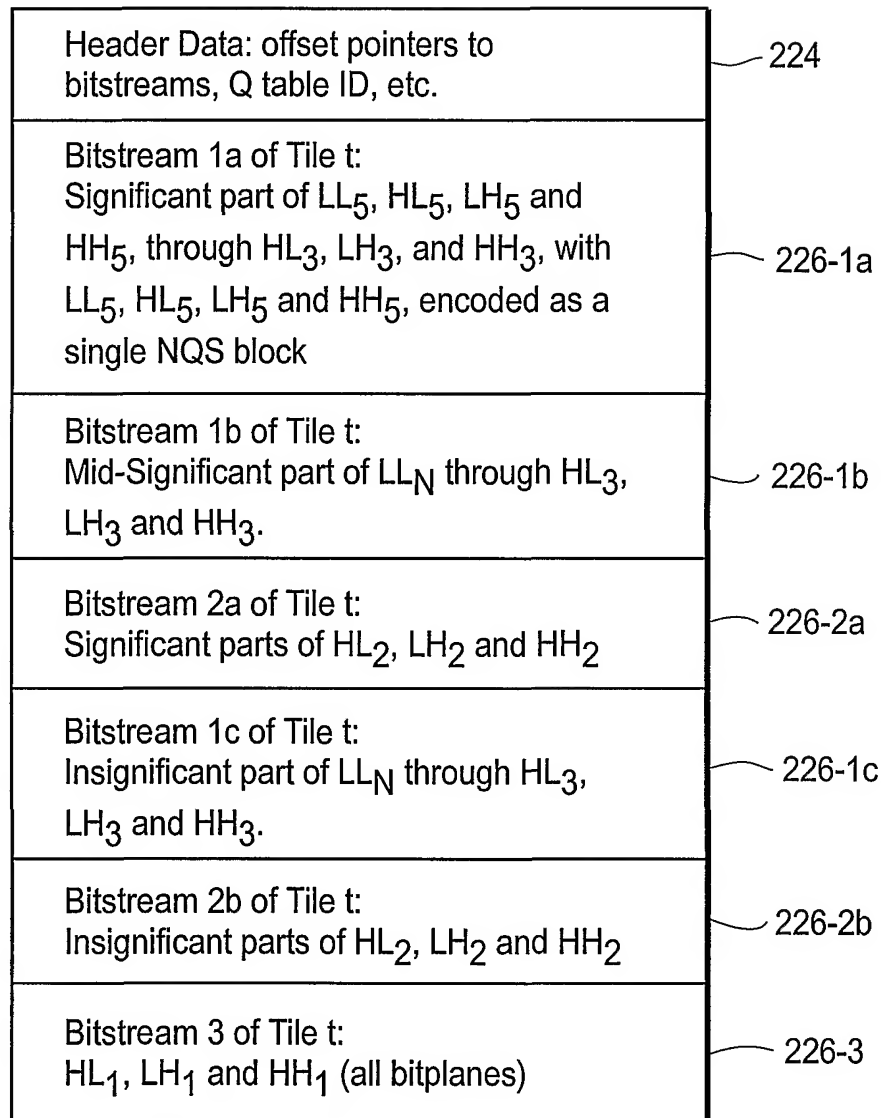 Header Data: offset pointers to
bitstreams, Q table ID, etc.
224
Bitstream 1a of Tile t:
Significant part of LL5, HL5, LH5 and
HH5, through HL3, LH3, and HH3, with
LL5, HL5, LH5 and HH5, encoded as a
single NQS block
226-1a
Bitstream 1b of Tile t:
Mid-Significant part of LLN through HL3,
LH3 and HH3.
226-1b
Bitstream 2a of Tile t:
Significant parts of HL2, LH2 and HH2
226-2a
Bitstream 1c of Tile t:
Insignificant part of LLN through HL3,
LH3 and HH3.
226-1c
Bitstream 2b of Tile t:
Insignificant parts of HL2, LH2 and HH2
226-2b
Bitstream 3 of Tile t:
HL1, LH1 and HH1 (all bitplanes)
226-3